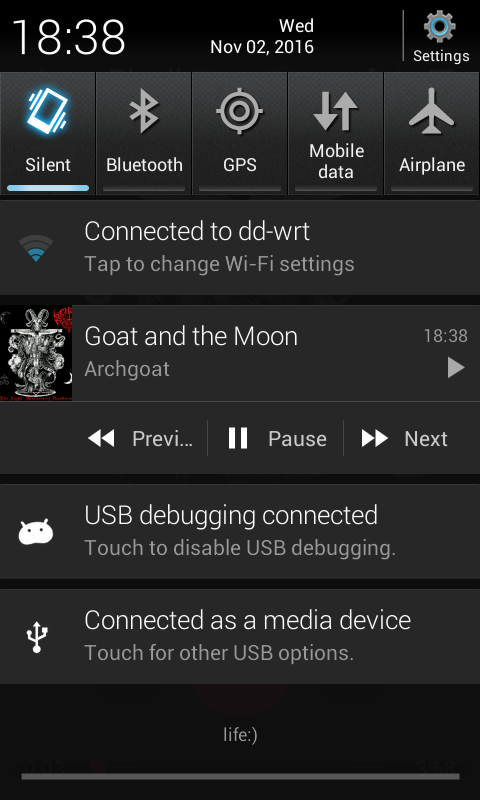 18:38
Wed
Nov 02, 2016
Settings
Silent
Bluetooth
GPS
Mobile
data
Airplane
Connected to dd-wrt
Tap to change Wi-Fi settings
Goat and the Moon
18:38
Archgoat
Previ...
Pause
Next
USB debugging connected
Touch to disable USB debugging.
Connected as a media device
Touch for other USB options.
life:)
0:03